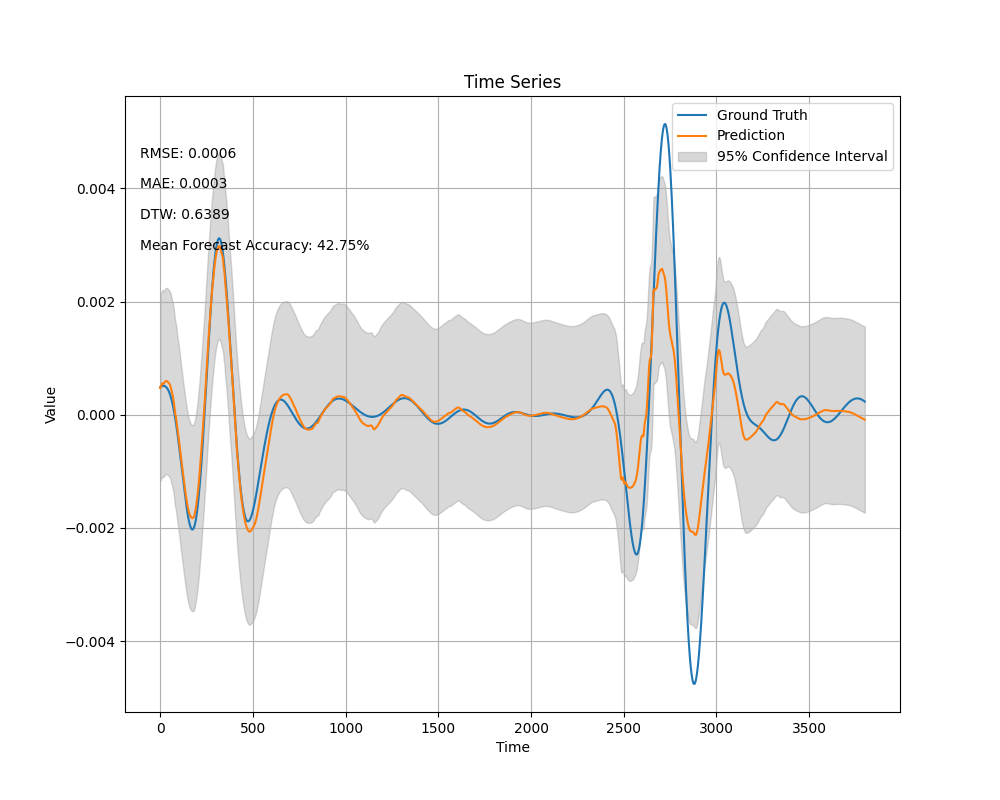 Time Series
Ground Truth
Prediction
95% Confidence Interval
RMSE: 0.0006
MAE: 0.0003
DTW: 0.6389
Mean Forecast Accuracy: 42.75%
Value
0.004
0.002
0.000
−0.002
−0.004
0 500 1000 1500 2000 2500 3000 3500
Time